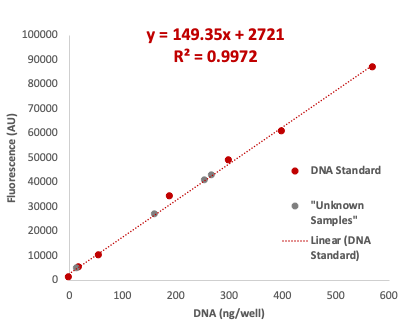 y = 149.35x + 2721
R² = 0.9972
100000
90000
80000
70000
60000
50000
40000
30000
20000
10000
0
Fluorescence (AU)
DNA Standard
"Unknown
Samples"
Linear (DNA
Standard)
0 100 200 300 400 500 600
DNA (ng/well)